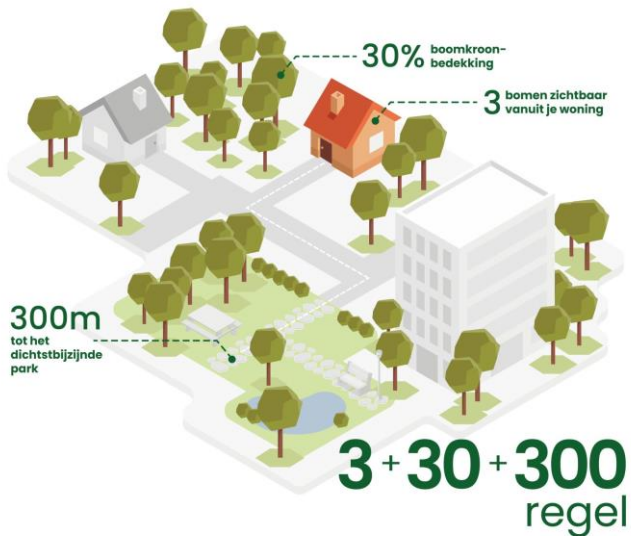 30% boomkroon-
bedekking
3 bomen zichtbaar
vanuit je woning
300m
tot het
dichtstbijzijnde
park
3+30+300
regel